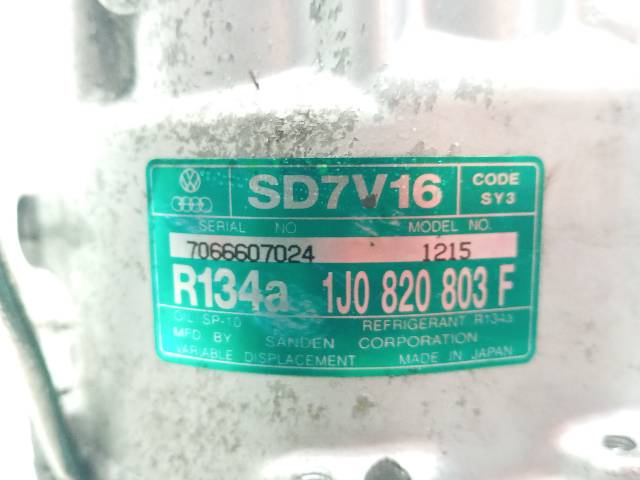 SD7V16 CODE SY3
SERIAL NO. MODEL NO.
7066607024 1215
R134a 1J0 820 803 F
OIL SP-10 REFRIGERANT R134a
MFD BY SANDEN CORPORATION
VARIABLE DISPLACEMENT MADE IN JAPAN